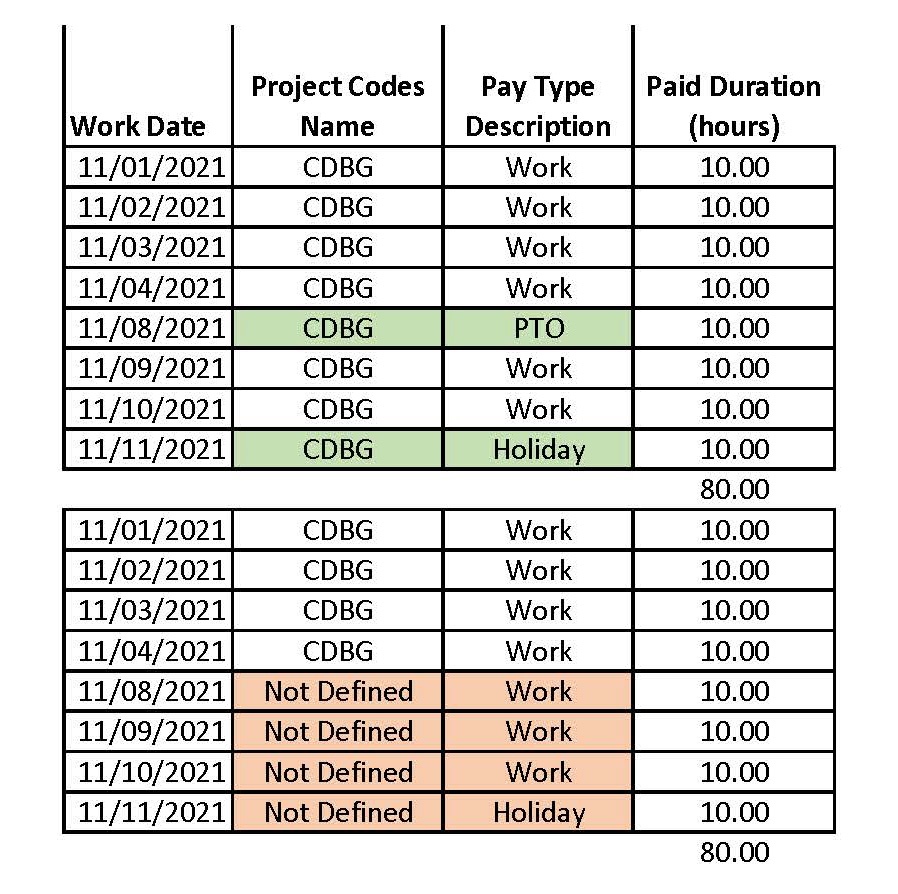 Work Date Project Codes Name Pay Type Description Paid Duration (hours)
11/01/2021 CDBG Work 10.00
11/02/2021 CDBG Work 10.00
11/03/2021 CDBG Work 10.00
11/04/2021 CDBG Work 10.00
11/08/2021 CDBG PTO 10.00
11/09/2021 CDBG Work 10.00
11/10/2021 CDBG Work 10.00
11/11/2021 CDBG Holiday 10.00
80.00
11/01/2021 CDBG Work 10.00
11/02/2021 CDBG Work 10.00
11/03/2021 CDBG Work 10.00
11/04/2021 CDBG Work 10.00
11/08/2021 Not Defined Work 10.00
11/09/2021 Not Defined Work 10.00
11/10/2021 Not Defined Work 10.00
11/11/2021 Not Defined Holiday 10.00
80.00